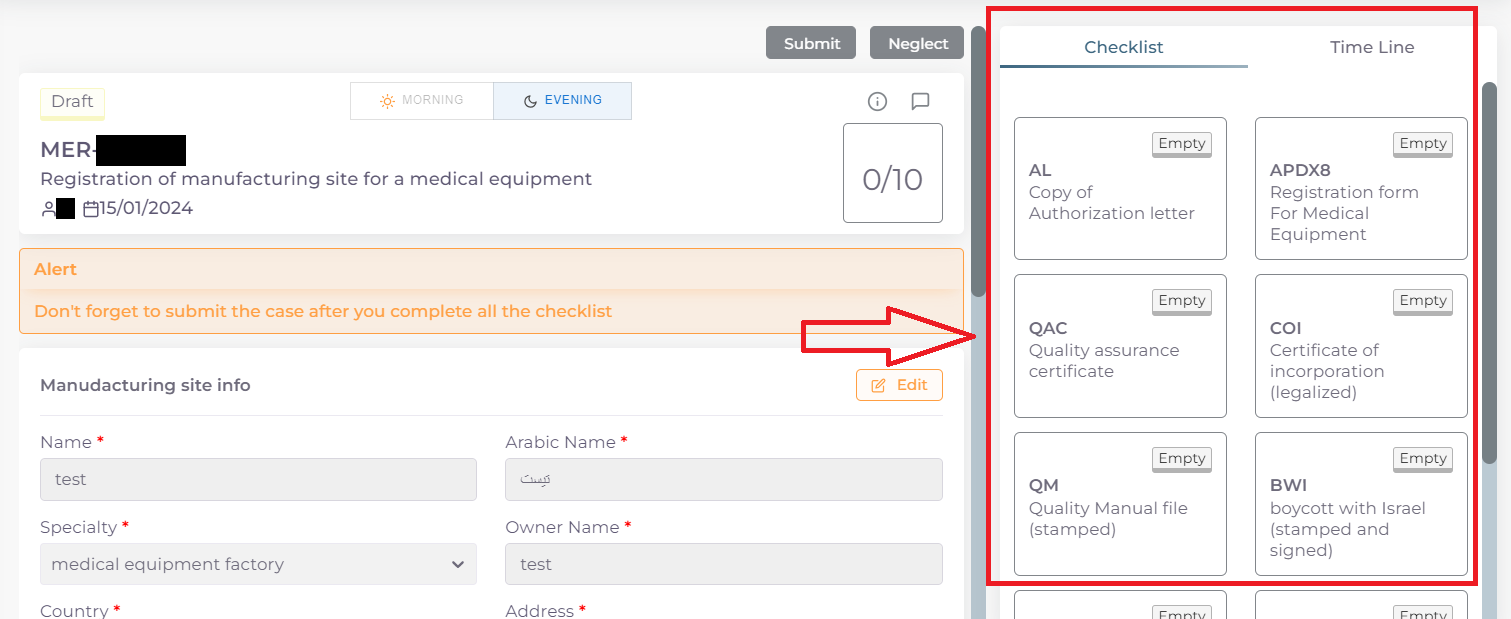 Submit
Neglect
Draft
MORNING
EVENING
MER-
Registration of manufacturing site for a medical equipment
15/01/2024
0/10
Alert
Don't forget to submit the case after you complete all the checklist
Manudacturing site info
Edit
Name *
Arabic Name *
test
تيست
Specialty *
Owner Name *
medical equipment factory
test
Country *
Address *
Checklist
Time Line
Empty
AL
Copy of
Authorization letter
Empty
APDX8
Registration form
For Medical
Equipment
Empty
QAC
Quality assurance
certificate
Empty
COI
Certificate of
incorporation
(legalized)
Empty
QM
Quality Manual file
(stamped)
Empty
BWI
boycott with Israel
(stamped and
signed)
Empty
Empty